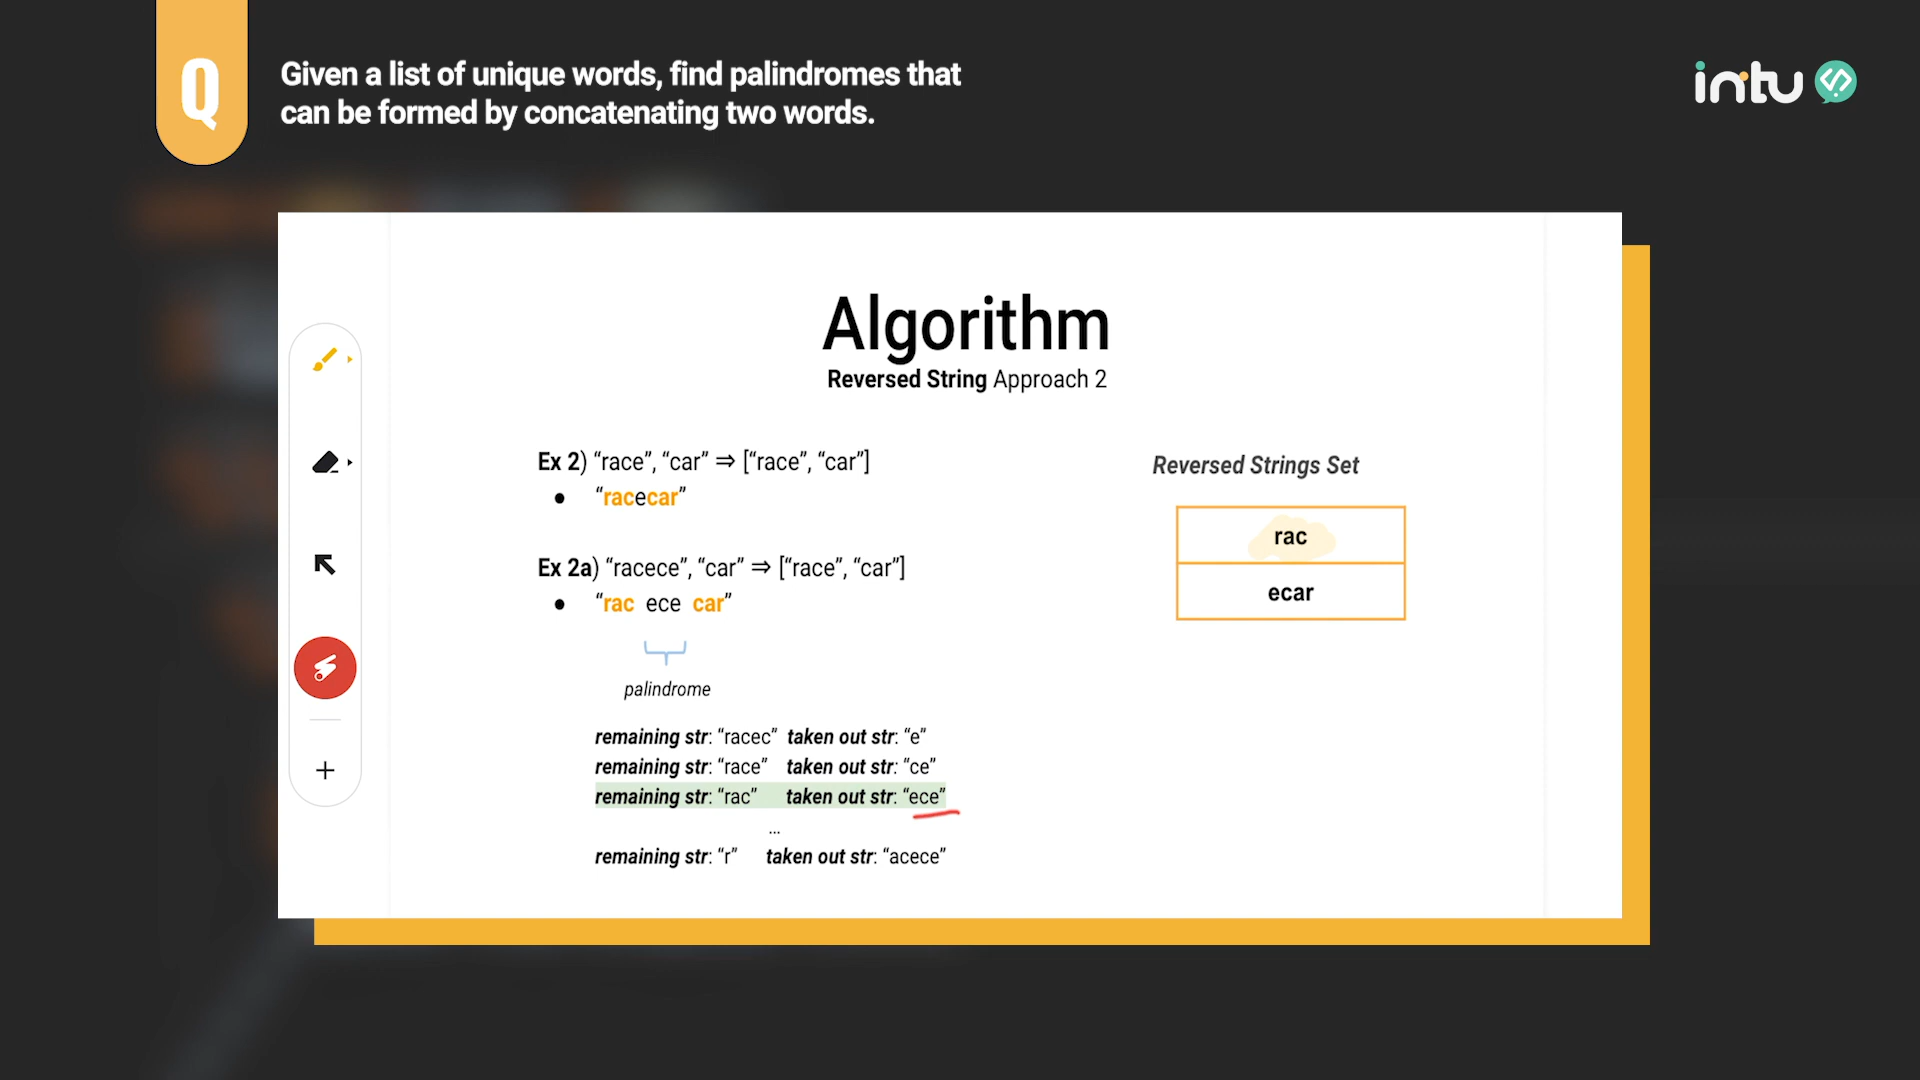 Q
Given a list of unique words, find palindromes that
can be formed by concatenating two words.
intu
Algorithm
Reversed String Approach 2
Ex 2) “race”, “car” ⇒ [“race”, “car”]
● “racecar”
Ex 2a) “racece”, “car” ⇒ [“race”, “car”]
● “rac ece car”
palindrome
remaining str: “racec” taken out str: “e”
remaining str: “race” taken out str: “ce”
remaining str: “rac” taken out str: “ece”
...
remaining str: “r” taken out str: “acece”
Reversed Strings Set
rac
ecar